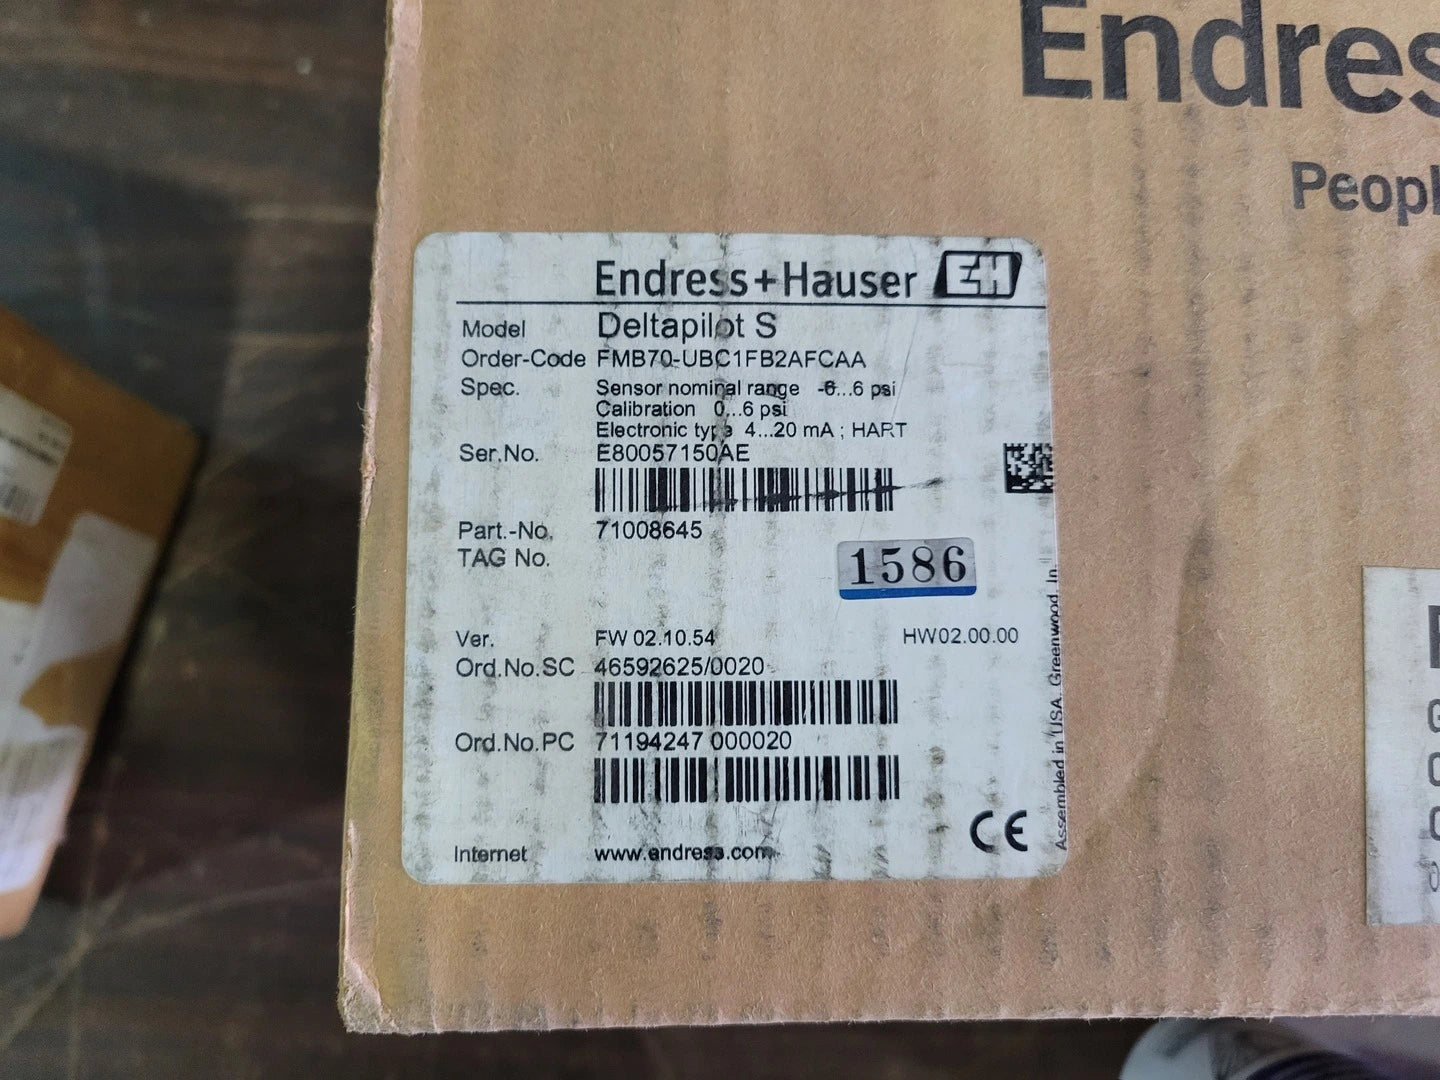 Endres
Peopl
Endress+Hauser EH
Model Deltapilot S
Order-Code FMB70-UBC1FB2AFCAA
Spec. Sensor nominal range -6...6 psi
Calibration 0...6 psi
Electronic type 4...20 mA ; HART
Ser.No. E80057150AE
Part.-No. 71008645
TAG No.
1586
Ver. FW 02.10.54 HW02.00.00
Ord.No.SC 46592625/0020
Ord.No.PC 71194247 000020
CE
Internet www.endress.com
Assembled in USA, Greenwood, In